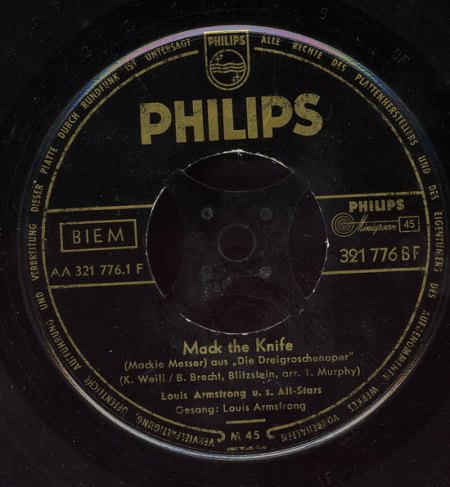 ALLE RECHTE DES PLATTENHERSTELLERS UND DES EIGENTÜMERS DES AUFGENOMMENEN WERKES VORBEHALTEN
VERVIELFÄLTIGUNG, ÖFFENTLICHE AUFFÜHRUNG UND VERBREITUNG DIESER PLATTE DURCH RUNDFUNK IST UNTERSAGT
PHILIPS
PHILIPS
BIEM
AA 321 776.1 F
PHILIPS
Minigroove 45
321 776 BF
Mack the Knife
(Mackie Messer) aus „Die Dreigroschenoper"
(K. Weill / B. Brecht, Blitzstein, arr. T. Murphy)
Louis Armstrong u. s. All-Stars
Gesang: Louis Armstrong
M 45